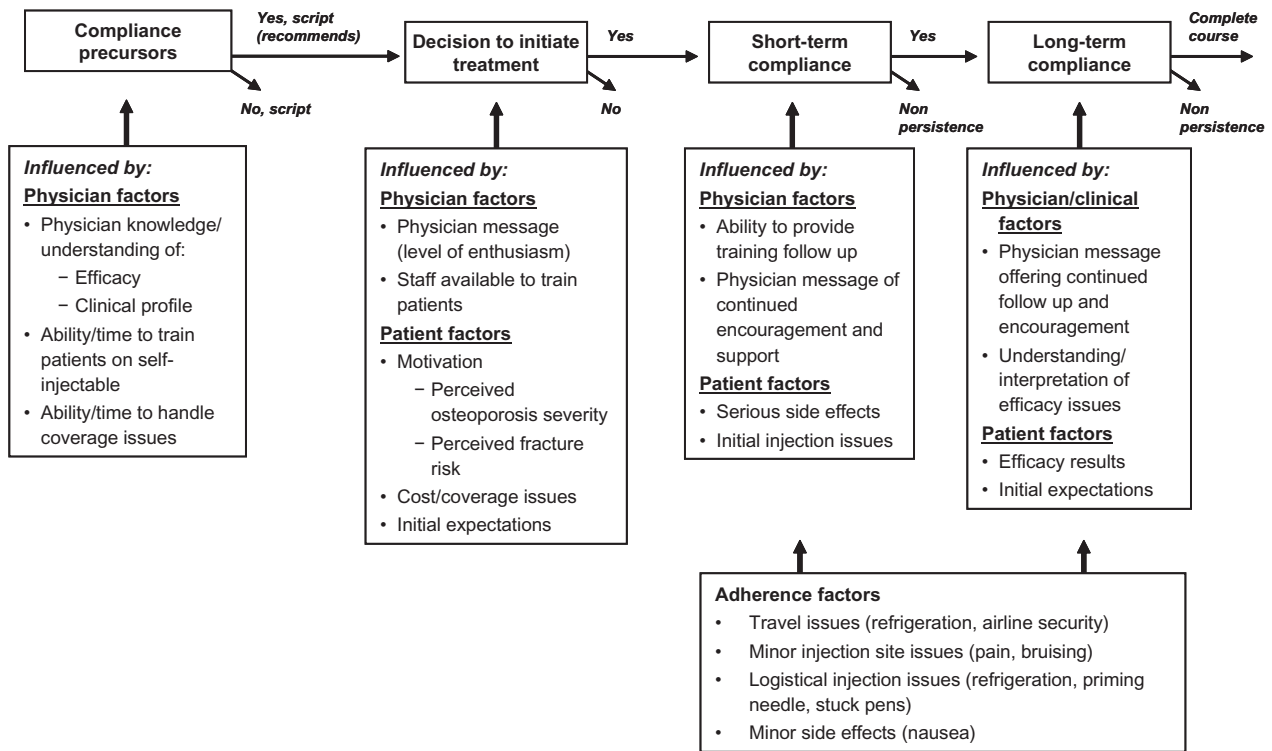 Compliance
precursors
Yes, script
(recommends)
No, script
Decision to initiate
treatment
Yes
No
Short-term
compliance
Yes
Non
persistence
Long-term
compliance
Complete
course
Non
persistence
Influenced by:
Physician factors
• Physician knowledge/
understanding of:
– Efficacy
– Clinical profile
• Ability/time to train
patients on self-
injectable
• Ability/time to handle
coverage issues
Influenced by:
Physician factors
• Physician message
(level of enthusiasm)
• Staff available to train
patients
Patient factors
• Motivation
– Perceived
osteoporosis severity
– Perceived fracture
risk
• Cost/coverage issues
• Initial expectations
Influenced by:
Physician factors
• Ability to provide
training follow up
• Physician message of
continued
encouragement and
support
Patient factors
• Serious side effects
• Initial injection issues
Influenced by:
Physician/clinical
factors
• Physician message
offering continued
follow up and
encouragement
• Understanding/
interpretation of
efficacy issues
Patient factors
• Efficacy results
• Initial expectations
Adherence factors
• Travel issues (refrigeration, airline security)
• Minor injection site issues (pain, bruising)
• Logistical injection issues (refrigeration, priming
needle, stuck pens)
• Minor side effects (nausea)